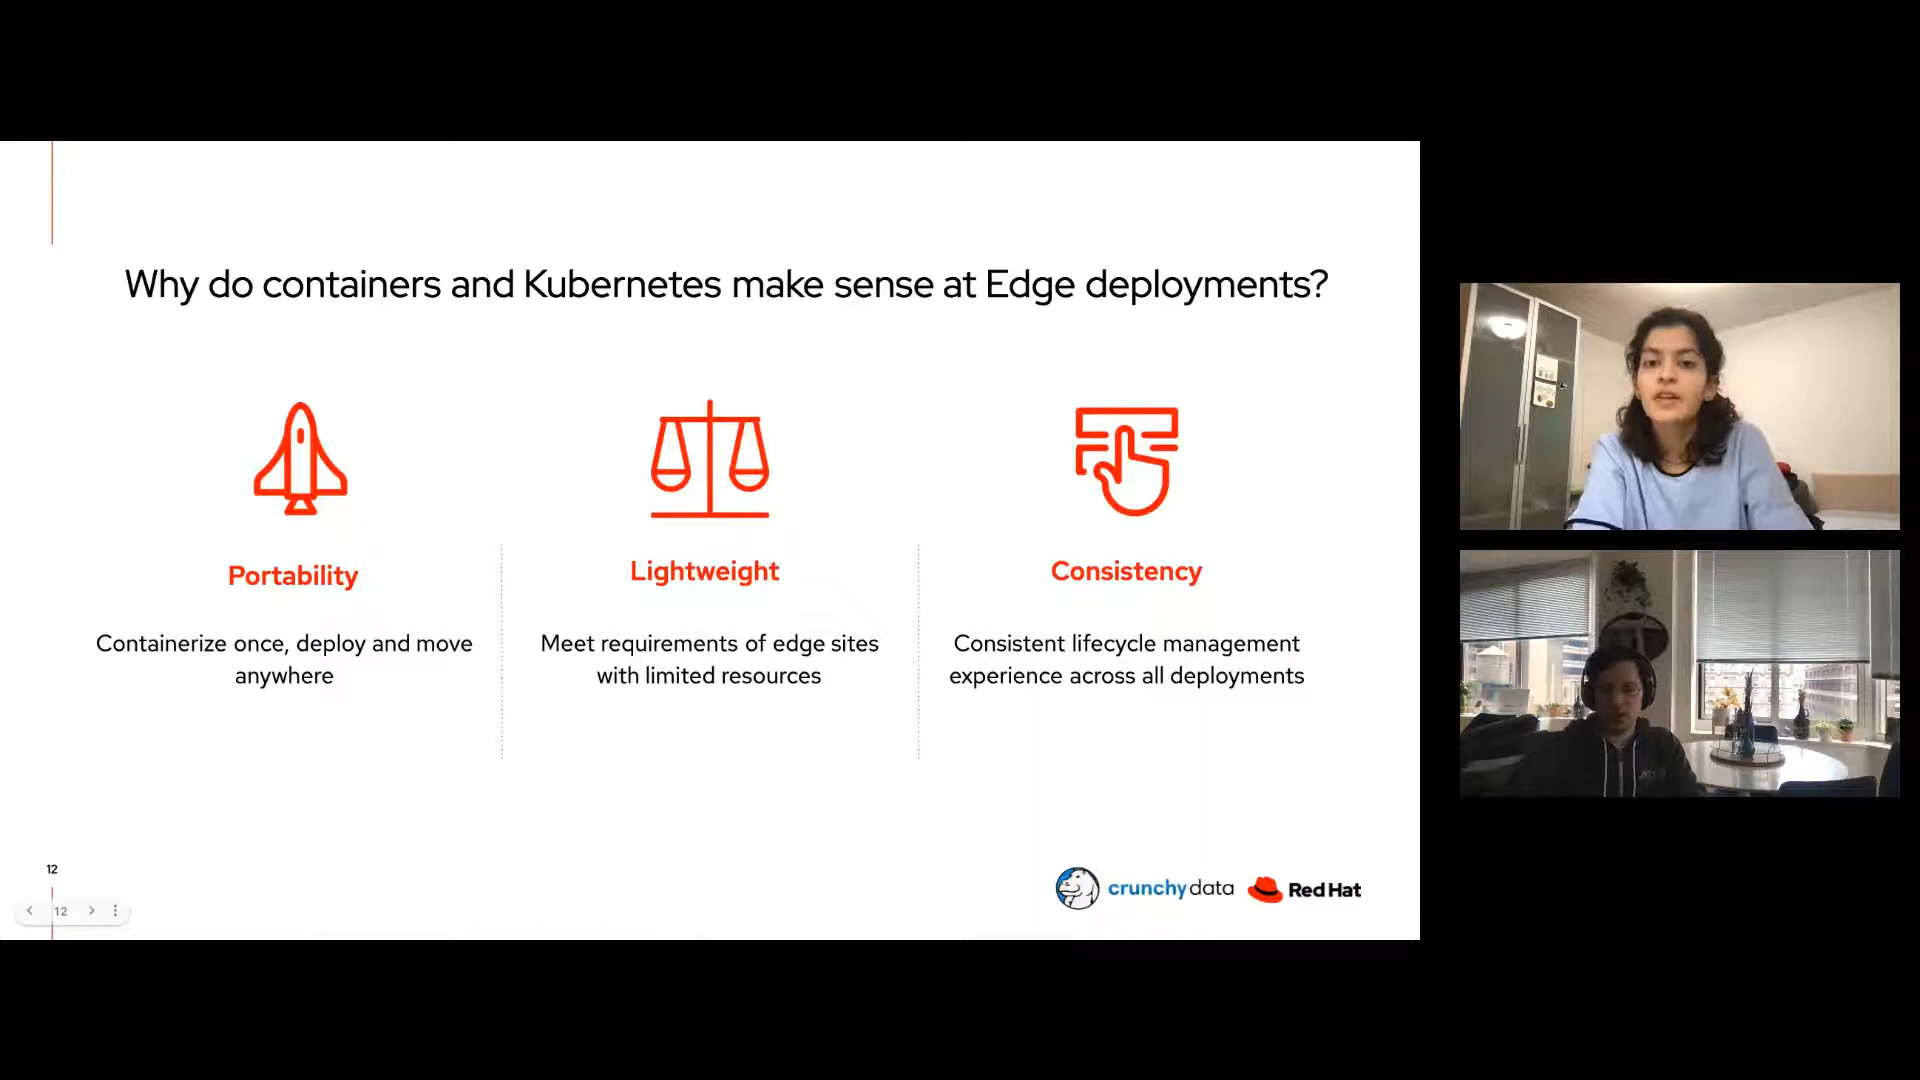 Why do containers and Kubernetes make sense at Edge deployments?
Portability
Containerize once, deploy and move
anywhere
Lightweight
Meet requirements of edge sites
with limited resources
Consistency
Consistent lifecycle management
experience across all deployments
12
12
crunchydata
Red Hat